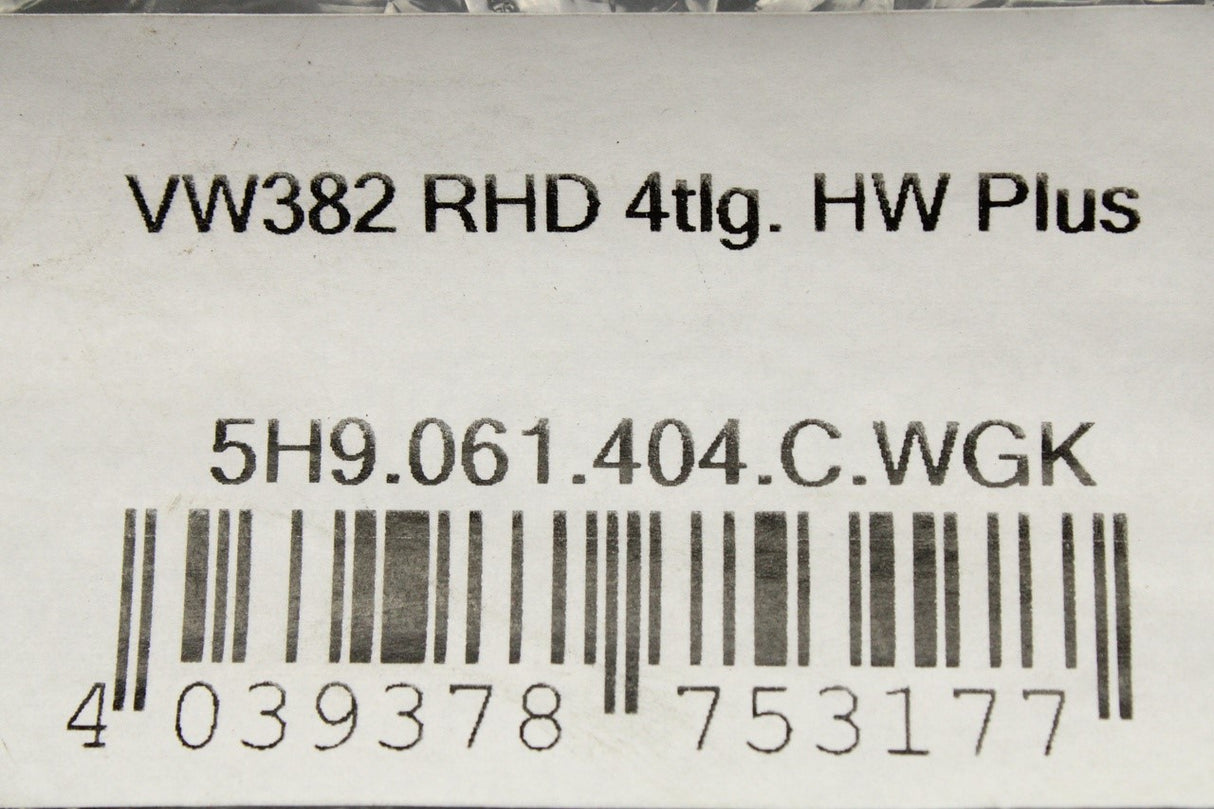 VW382 RHD 4tlg. HW Plus
5H9.061.404.C.WGK
4 039378 753177